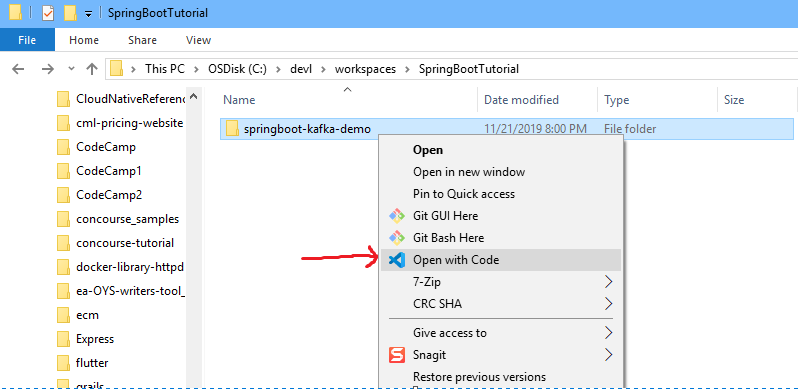 SpringBootTutorial
File Home Share View
This PC OSDisk (C:) devl workspaces SpringBootTutorial
Name Date modified Type Size
CloudNativeReferenc
cml-pricing-website
CodeCamp
CodeCamp1
CodeCamp2
concourse_samples
concourse-tutorial
docker-library-httpd
ea-OYS-writers-tool_
ecm
Express
flutter
grails
springboot-kafka-demo 11/21/2019 8:00 PM File folder
Open
Open in new window
Pin to Quick access
Git GUI Here
Git Bash Here
Open with Code
7-Zip
CRC SHA
Give access to
Snagit
Restore previous versions